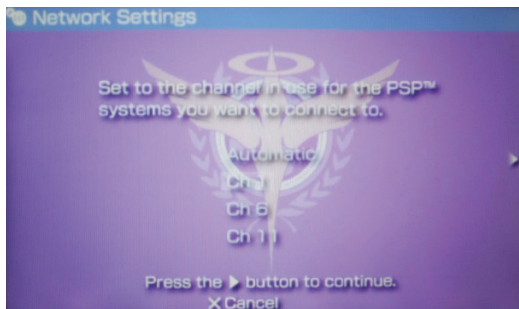 Network Settings
Set to the channel in use for the PSP™
systems you want to connect to.
Automatic
Ch 1
Ch 6
Ch 11
Press the ▶ button to continue.
✕ Cancel